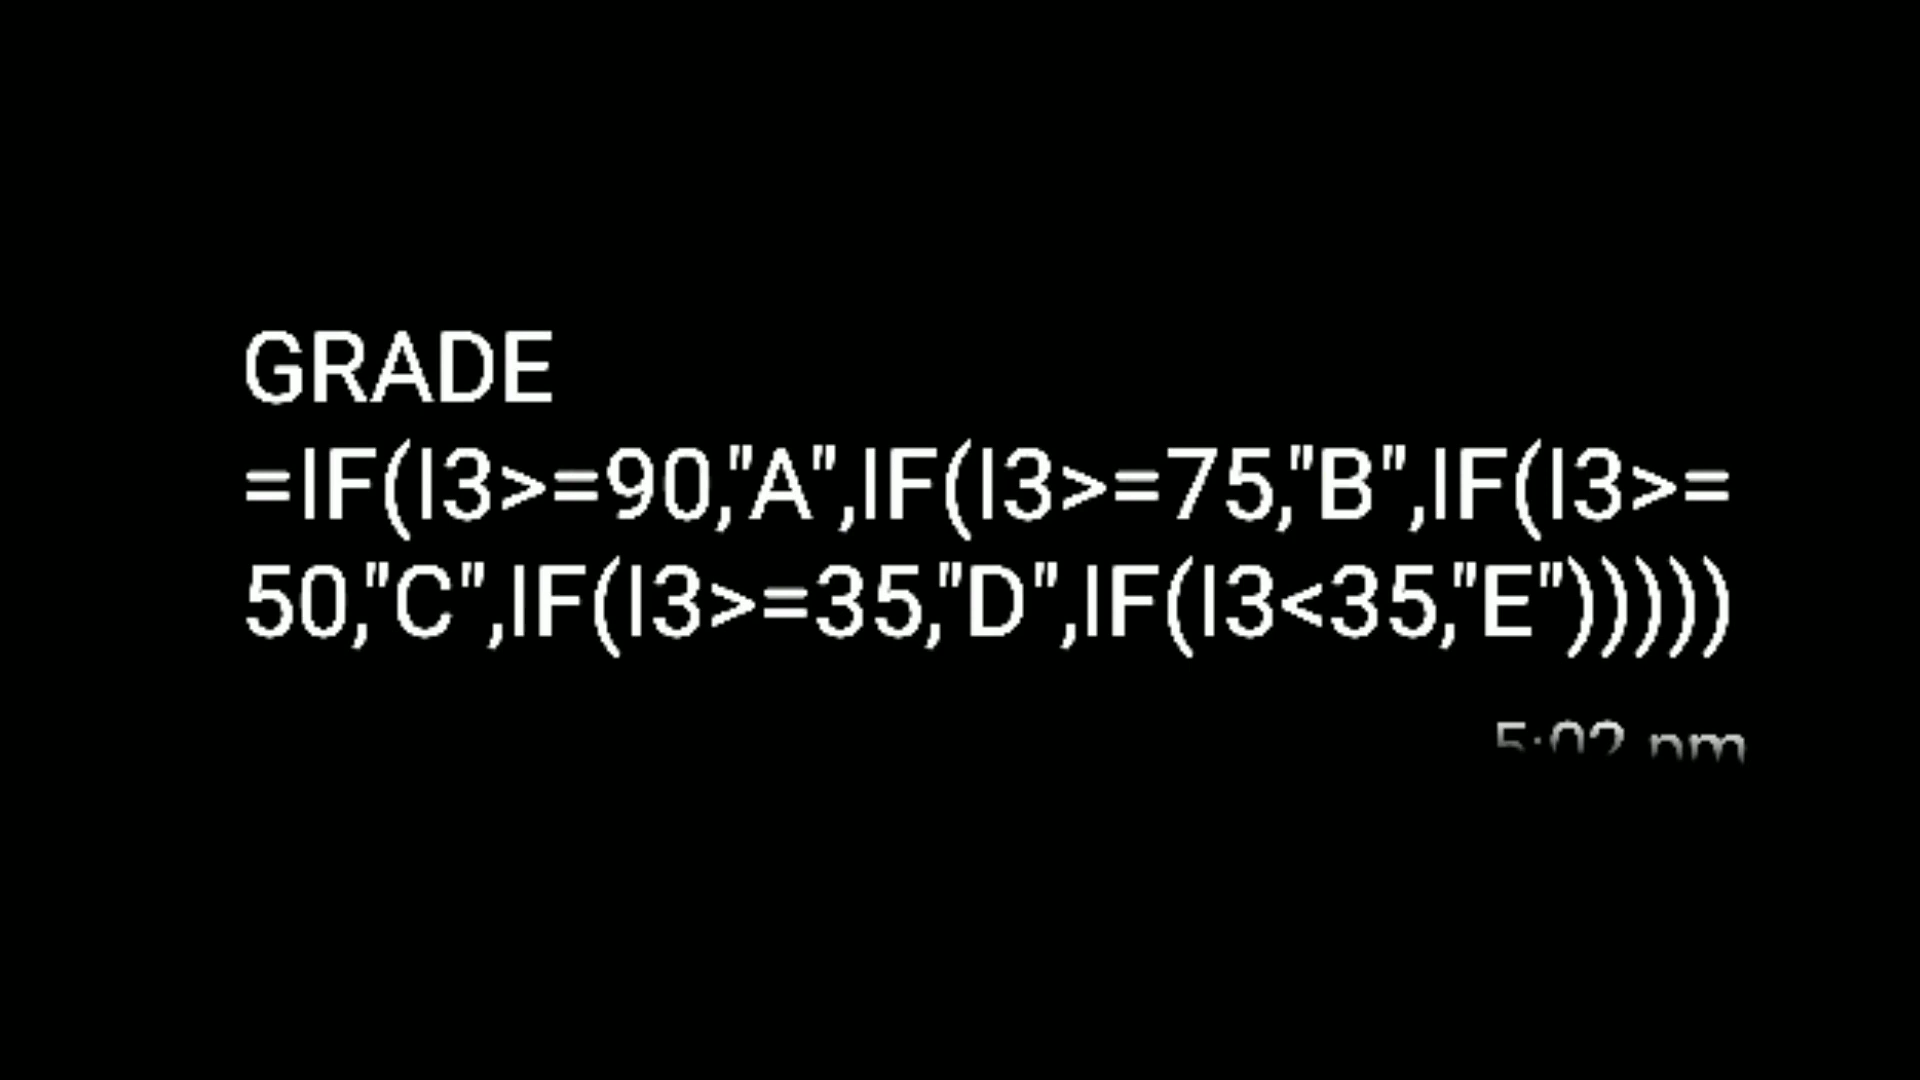 GRADE
=IF(I3>=90,"A",IF(I3>=75,"B",IF(I3>=
50,"C",IF(I3>=35,"D",IF(I3<35,"E")))))
5:02 pm